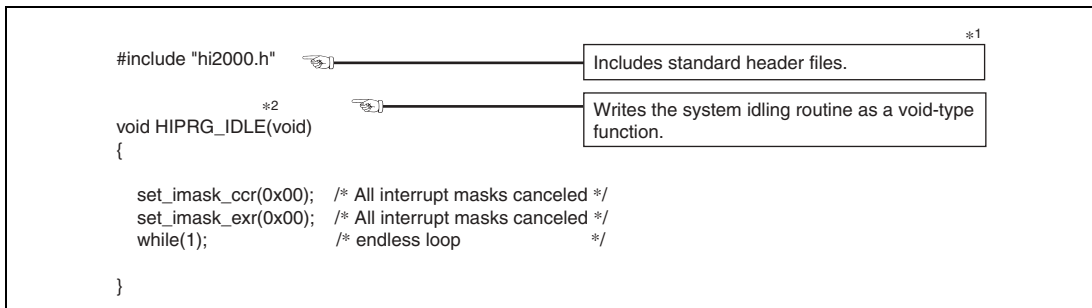 *1
#include "hi2000.h"
Includes standard header files.
*2
void HIPRG_IDLE(void)
Writes the system idling routine as a void-type
function.
{
set_imask_ccr(0x00); /* All interrupt masks canceled */
set_imask_exr(0x00); /* All interrupt masks canceled */
while(1); /* endless loop */
}